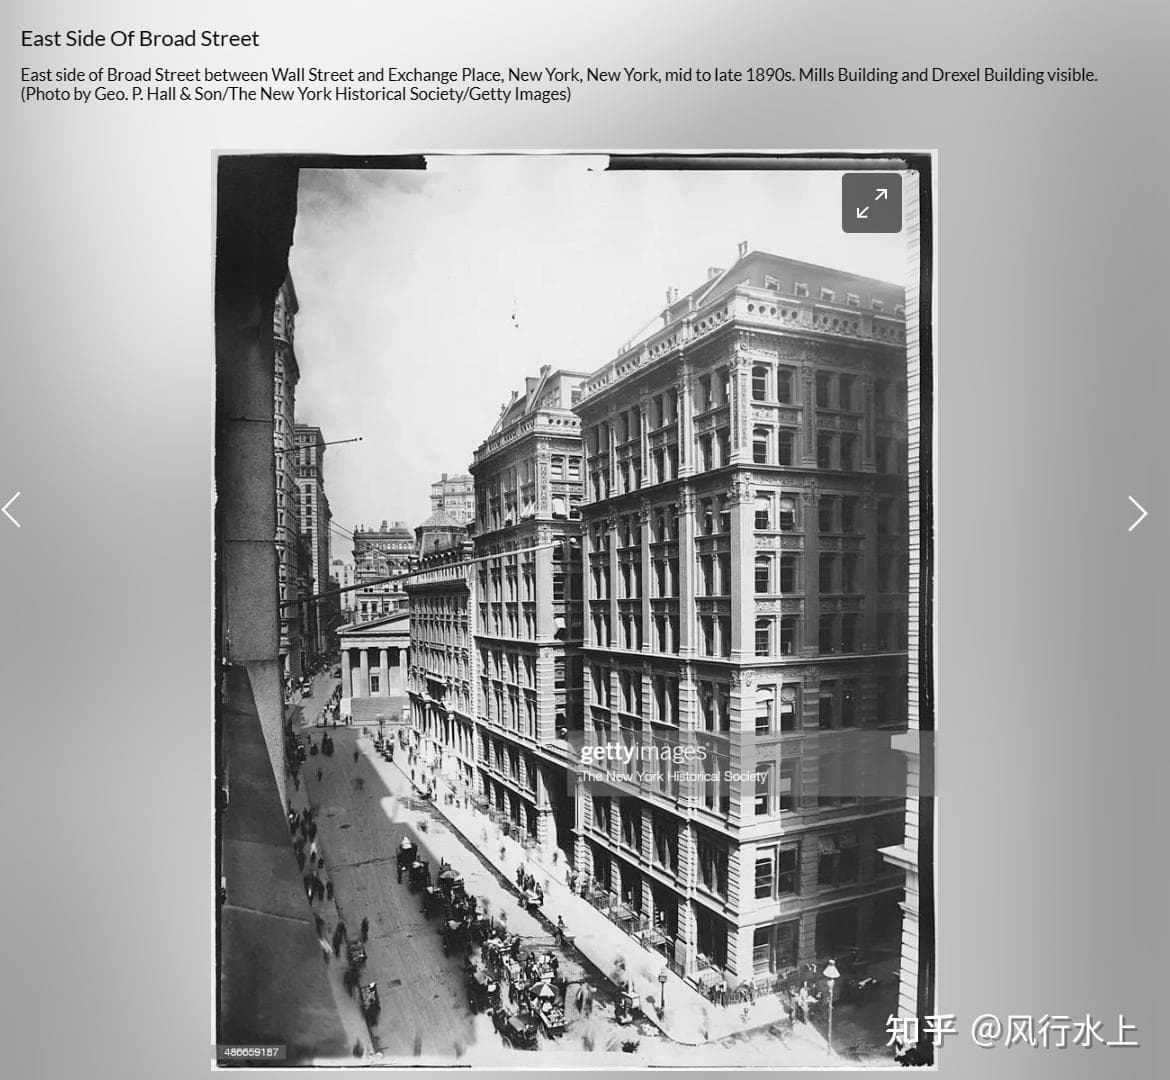 East Side Of Broad Street
East side of Broad Street between Wall Street and Exchange Place, New York, New York, mid to late 1890s. Mills Building and Drexel Building visible.
(Photo by Geo. P. Hall & Son/The New York Historical Society/Getty Images)
gettyimages
The New York Historical Society
486659187
知乎 @风行水上